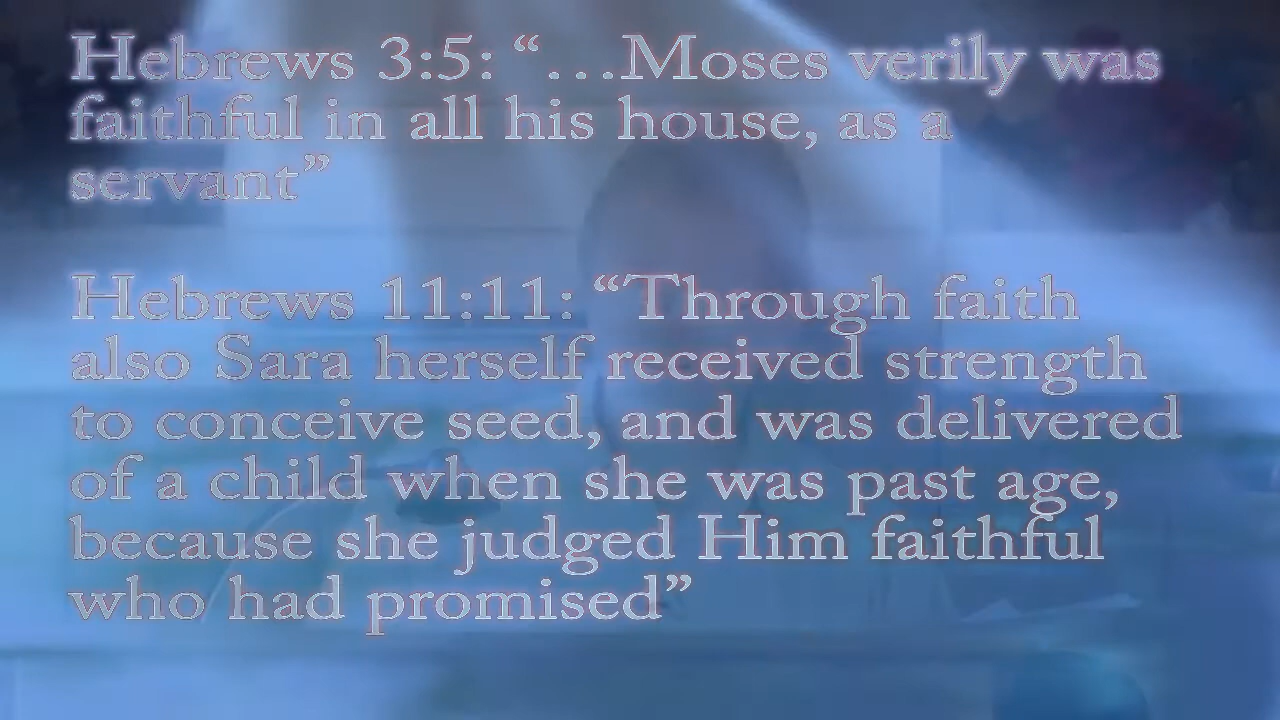 Hebrews 3:5: “…Moses verily was
faithful in all his house, as a
servant”
Hebrews 11:11: “Through faith
also Sara herself received strength
to conceive seed, and was delivered
of a child when she was past age,
because she judged Him faithful
who had promised”